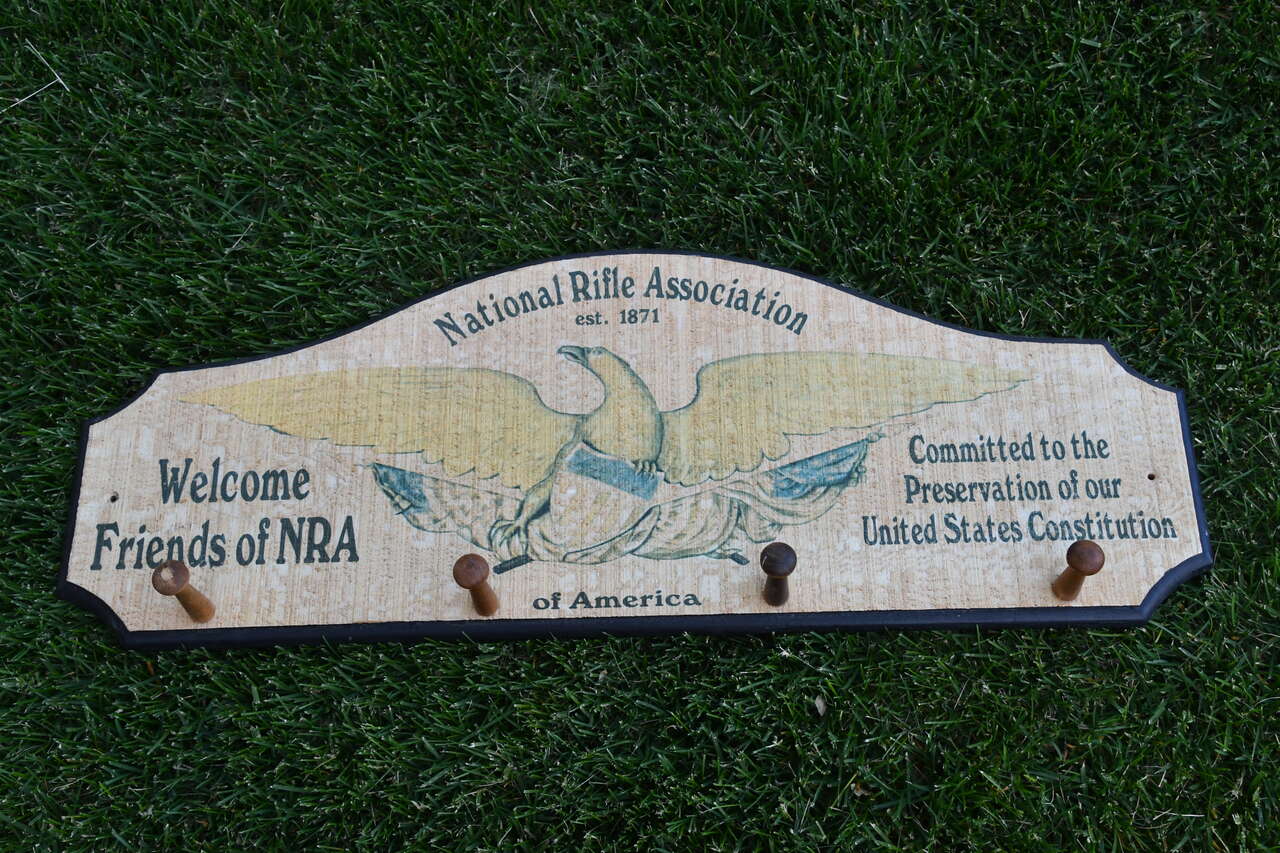 National Rifle Association
est. 1871
Welcome
Friends of NRA
Committed to the
Preservation of our
United States Constitution
of America